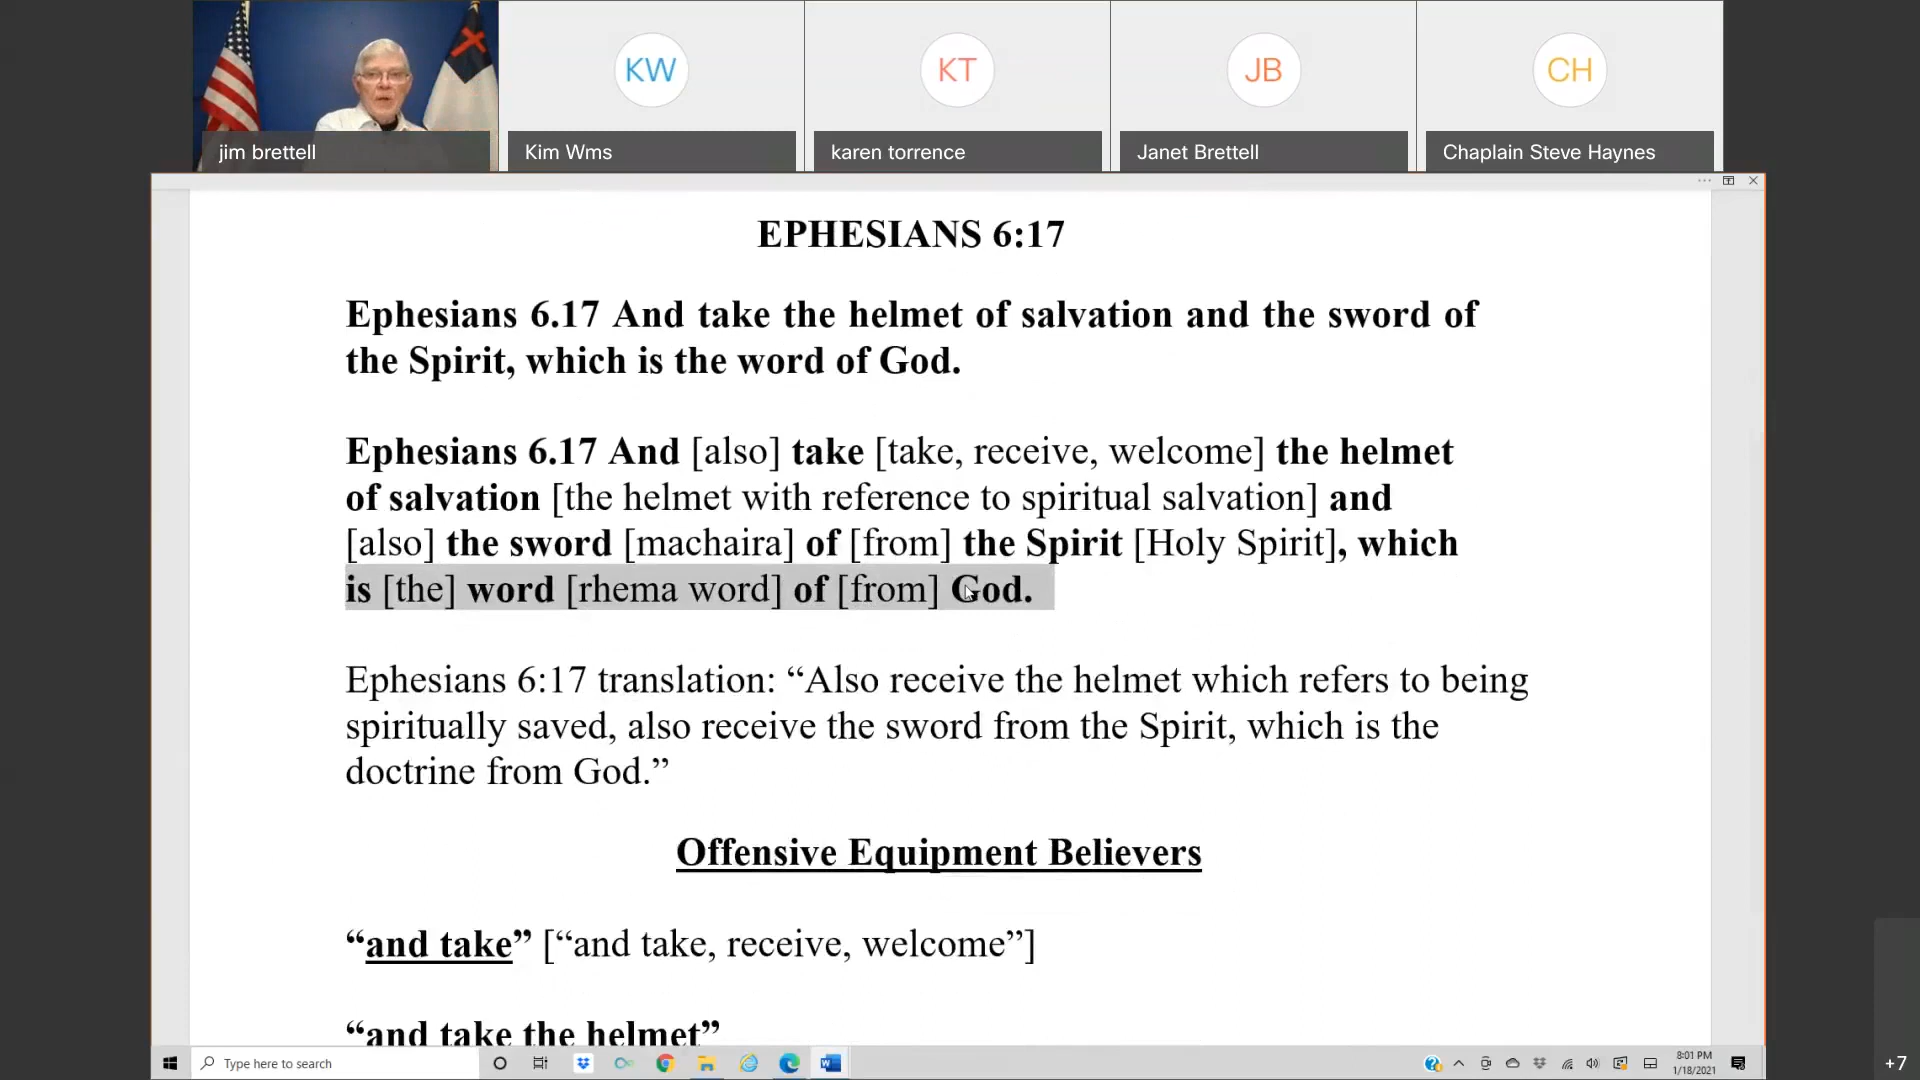 KW
KT
JB
CH
jim brettell
Kim Wms
karen torrence
Janet Brettell
Chaplain Steve Haynes
EPHESIANS 6:17
Ephesians 6.17 And take the helmet of salvation and the sword of
the Spirit, which is the word of God.
Ephesians 6.17 And [also] take [take, receive, welcome] the helmet
of salvation [the helmet with reference to spiritual salvation] and
[also] the sword [machaira] of [from] the Spirit [Holy Spirit], which
is [the] word [rhema word] of [from] God.
Ephesians 6:17 translation: “Also receive the helmet which refers to being
spiritually saved, also receive the sword from the Spirit, which is the
doctrine from God.”
Offensive Equipment Believers
“and take” [“and take, receive, welcome”]
“and take the helmet”
Type here to search
8:01 PM
1/18/2021
+7